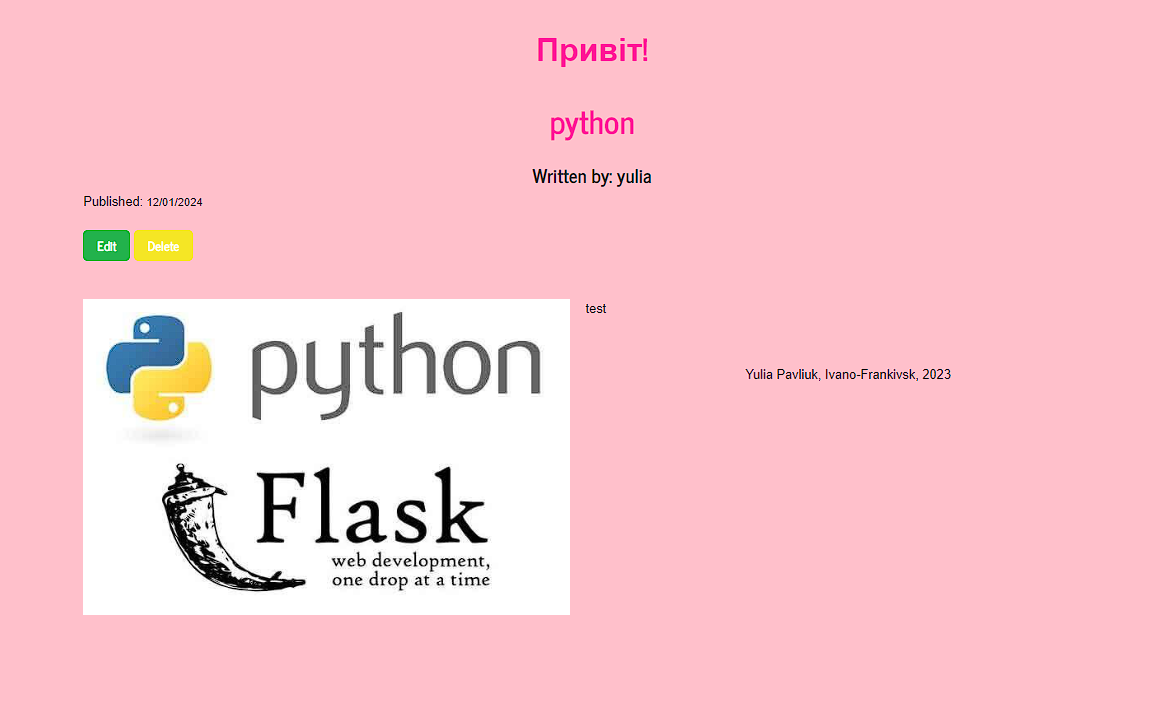 Привіт!
python
Written by: yulia
Published: 12/01/2024
Edit Delete
python
Flask
web development,
one drop at a time
test
Yulia Pavliuk, Ivano-Frankivsk, 2023